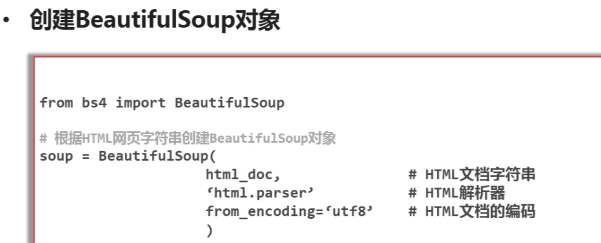 • 创建BeautifulSoup对象
from bs4 import BeautifulSoup
# 根据HTML网页字符串创建BeautifulSoup对象
soup = BeautifulSoup(
html_doc, # HTML文档字符串
‘html.parser’ # HTML解析器
from_encoding=‘utf8’ # HTML文档的编码
)